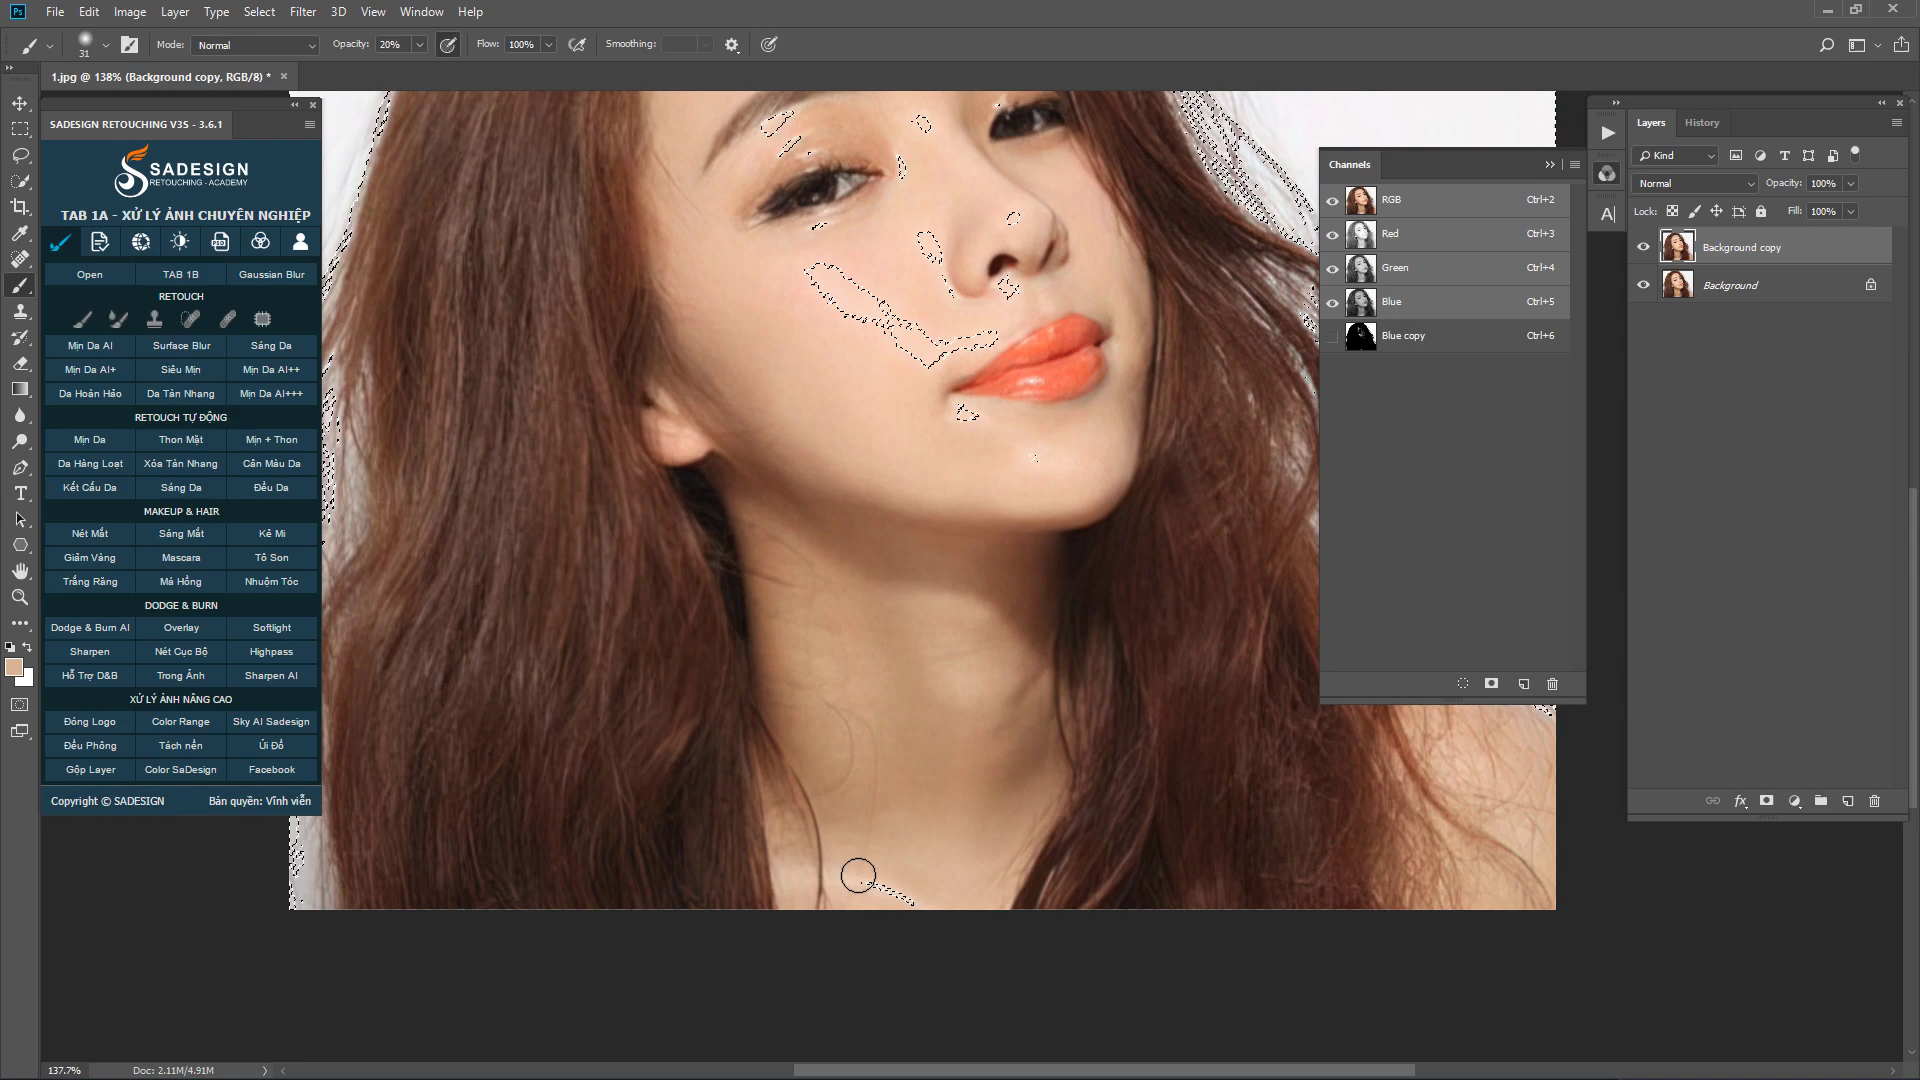 Ps File Edit Image Layer Type Select Filter 3D View Window Help
31 Mode: Normal Opacity: 20% Flow: 100% Smoothing:
1.jpg @ 138% (Background copy, RGB/8) *
SADESIGN RETOUCHING V3S - 3.6.1
SADESIGN
RETOUCHING - ACADEMY
TAB 1A - XỬ LÝ ẢNH CHUYÊN NGHIỆP
Open TAB 1B Gaussian Blur
RETOUCH
Mịn Da AI Surface Blur Sáng Da
Mịn Da AI+ Siêu Mịn Mịn Da AI++
Da Hoàn Hảo Da Tàn Nhang Mịn Da AI+++
RETOUCH TỰ ĐỘNG
Mịn Da Thon Mặt Mịn + Thon
Da Hàng Loạt Xóa Tàn Nhang Cân Màu Da
Kết Cấu Da Sáng Da Đều Da
MAKEUP & HAIR
Nét Mắt Sáng Mắt Kẻ Mi
Giảm Vàng Mascara Tô Son
Trắng Răng Má Hồng Nhuộm Tóc
DODGE & BURN
Dodge & Burn AI Overlay Softlight
Sharpen Nét Cục Bộ Highpass
Hỗ Trợ D&B Trong Ảnh Sharpen AI
XỬ LÝ ẢNH NÂNG CAO
Đóng Logo Color Range Sky AI Sadesign
Đều Phông Tách nền Ủi Đồ
Gộp Layer Color SaDesign Facebook
Copyright © SADESIGN Bản quyền: Vĩnh viễn
Channels
RGB Ctrl+2
Red Ctrl+3
Green Ctrl+4
Blue Ctrl+5
Blue copy Ctrl+6
Layers History
Kind
Normal Opacity: 100%
Lock: Fill: 100%
Background copy
Background
fx
137.7% Doc: 2.11M/4.91M